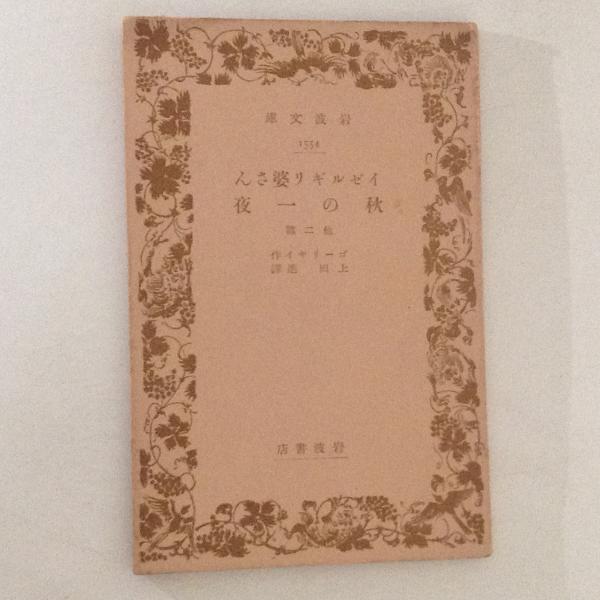 庫文波岩
1554
んさ婆リギルゼイ
夜一の秋
篇二他
作イキリーゴ
譯進田上
店書波岩